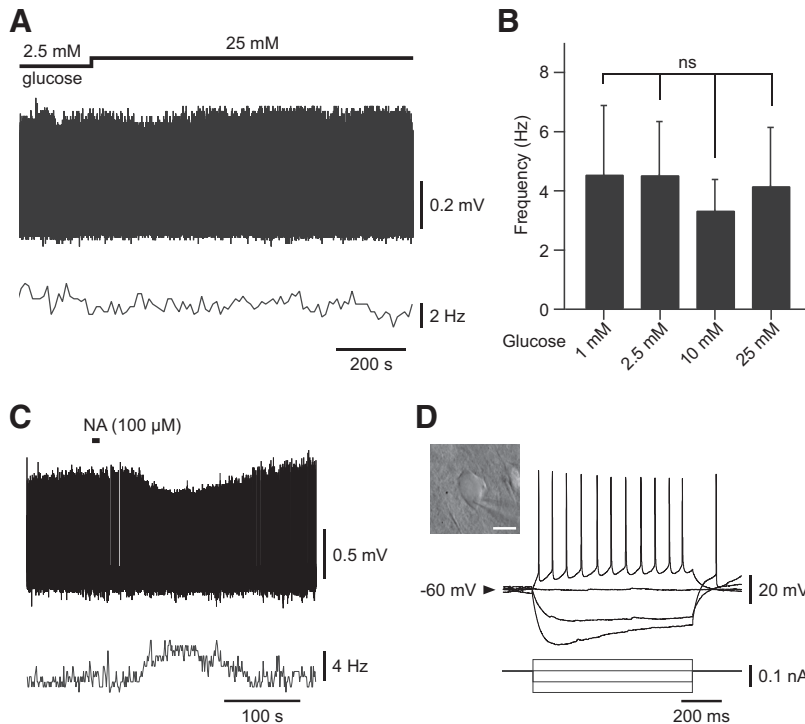 A
2.5 mM
25 mM
glucose
0.2 mV
2 Hz
200 s
B
ns
8
6
4
2
0
Frequency (Hz)
Glucose
1 mM
2.5 mM
10 mM
25 mM
C
NA (100 µM)
0.5 mV
4 Hz
100 s
D
-60 mV
20 mV
0.1 nA
200 ms